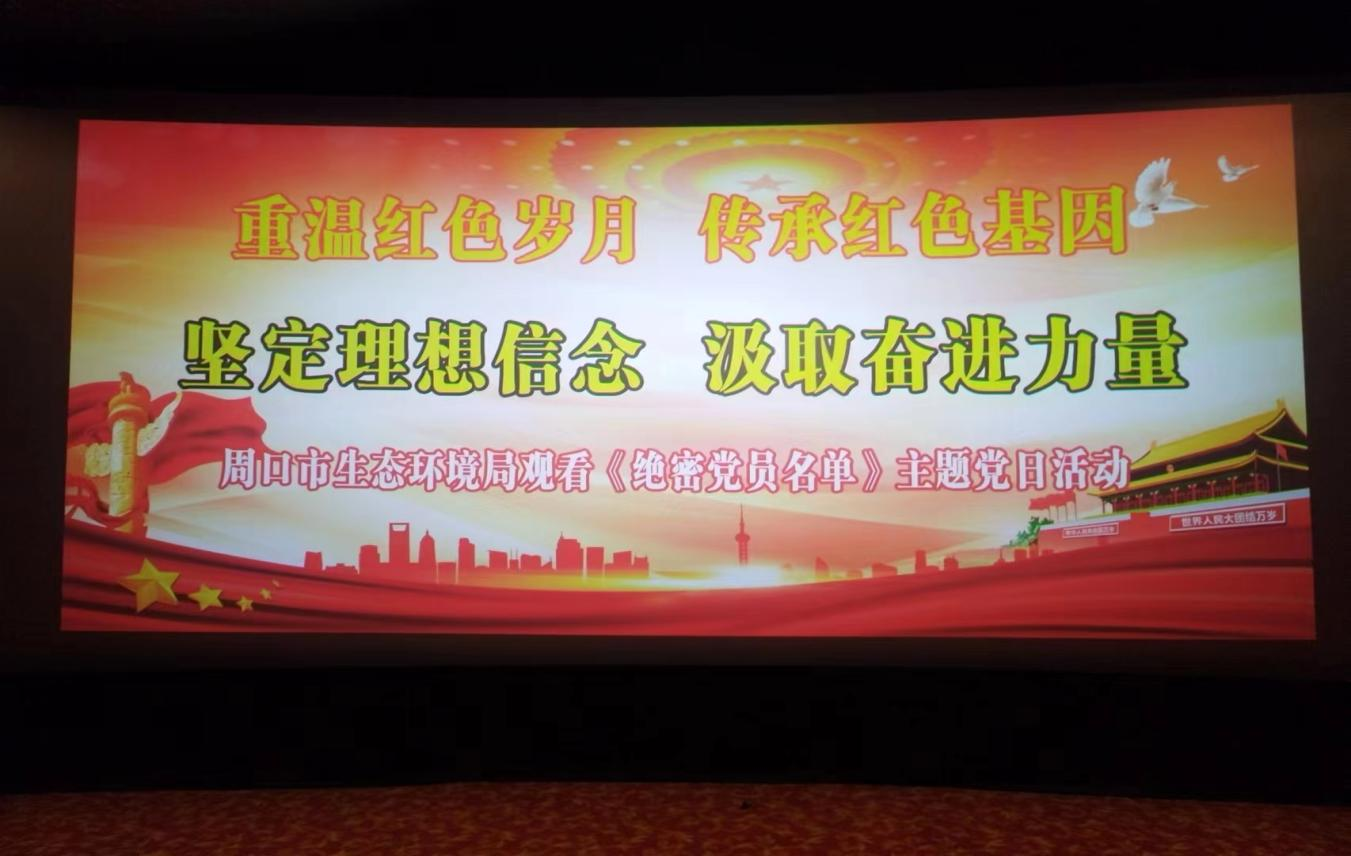 重温红色岁月 传承红色基因
坚定理想信念 汲取奋进力量
周口市生态环境局观看《绝密党员名单》主题党日活动
世界人民大团结万岁